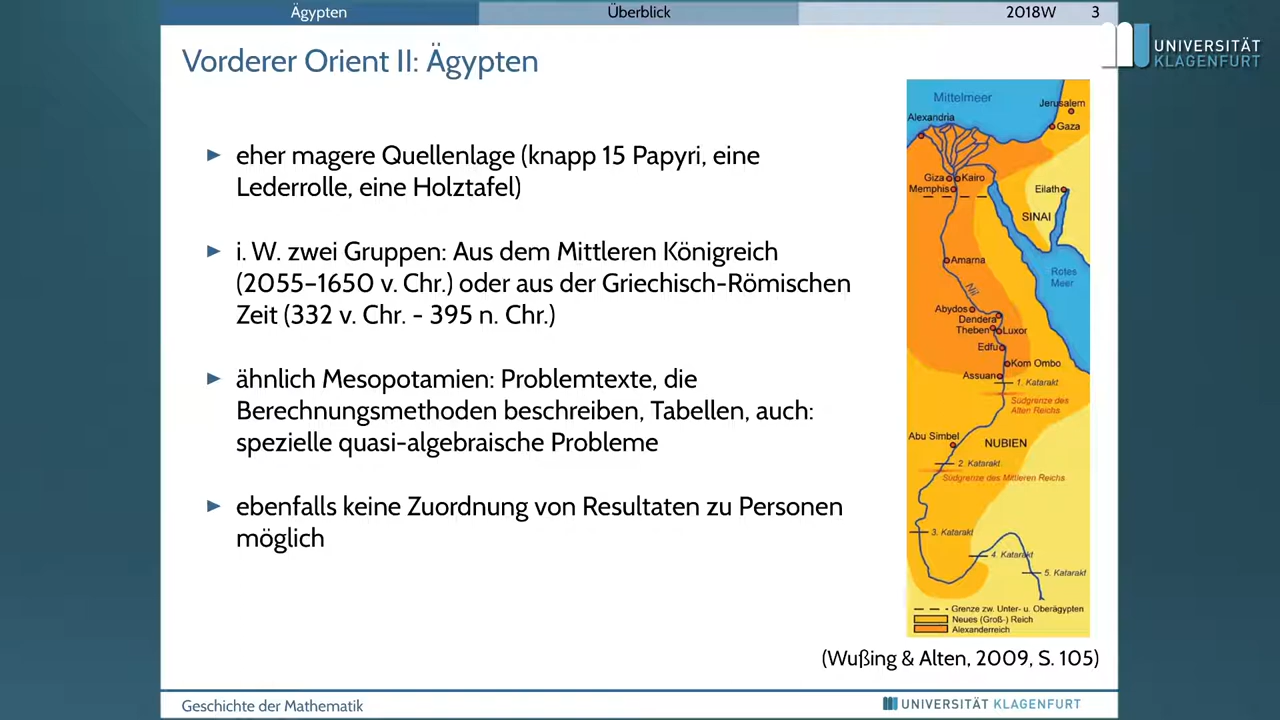 Ägypten
Überblick
2018W 3
UNIVERSITÄT
KLAGENFURT
Vorderer Orient II: Ägypten
▶ eher magere Quellenlage (knapp 15 Papyri, eine
Lederrolle, eine Holztafel)
▶ i. W. zwei Gruppen: Aus dem Mittleren Königreich
(2055–1650 v. Chr.) oder aus der Griechisch-Römischen
Zeit (332 v. Chr. - 395 n. Chr.)
▶ ähnlich Mesopotamien: Problemtexte, die
Berechnungsmethoden beschreiben, Tabellen, auch:
spezielle quasi-algebraische Probleme
▶ ebenfalls keine Zuordnung von Resultaten zu Personen
möglich
Mittelmeer
Jerusalem
Alexandria
Gaza
Giza
Kairo
Memphis
Eilath
SINAI
Amarna
Rotes
Meer
Nil
Abydos
Dendera
Theben
Luxor
Edfu
Kom Ombo
Assuan
1. Katarakt
Südgrenze des
Alten Reichs
Abu Simbel
NUBIEN
2. Katarakt
Südgrenze des Mittleren Reichs
3. Katarakt
4. Katarakt
5. Katarakt
Grenze zw. Unter- u. Oberägypten
Neues (Groß-) Reich
Alexanderreich
(Wußing & Alten, 2009, S. 105)
Geschichte der Mathematik
UNIVERSITÄT KLAGENFURT